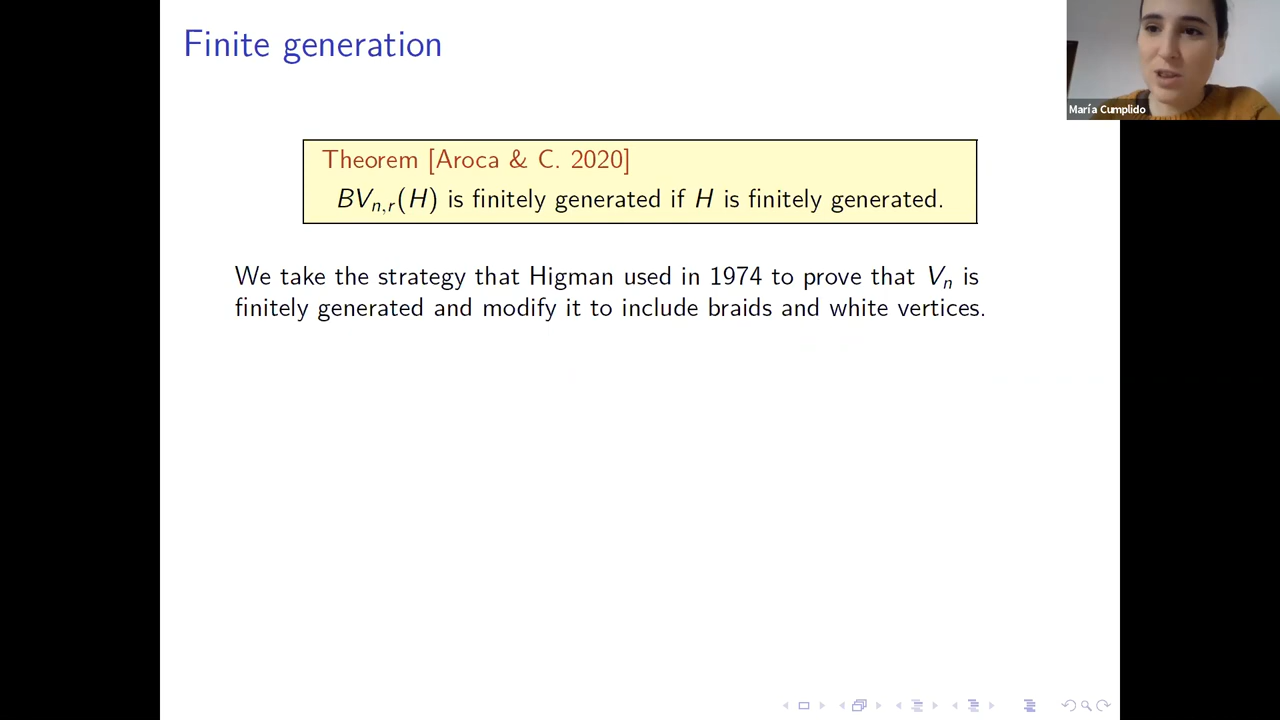 Finite generation
María Cumplido
Theorem [Aroca & C. 2020]
BVn,r(H) is finitely generated if H is finitely generated.
We take the strategy that Higman used in 1974 to prove that Vn is
finitely generated and modify it to include braids and white vertices.